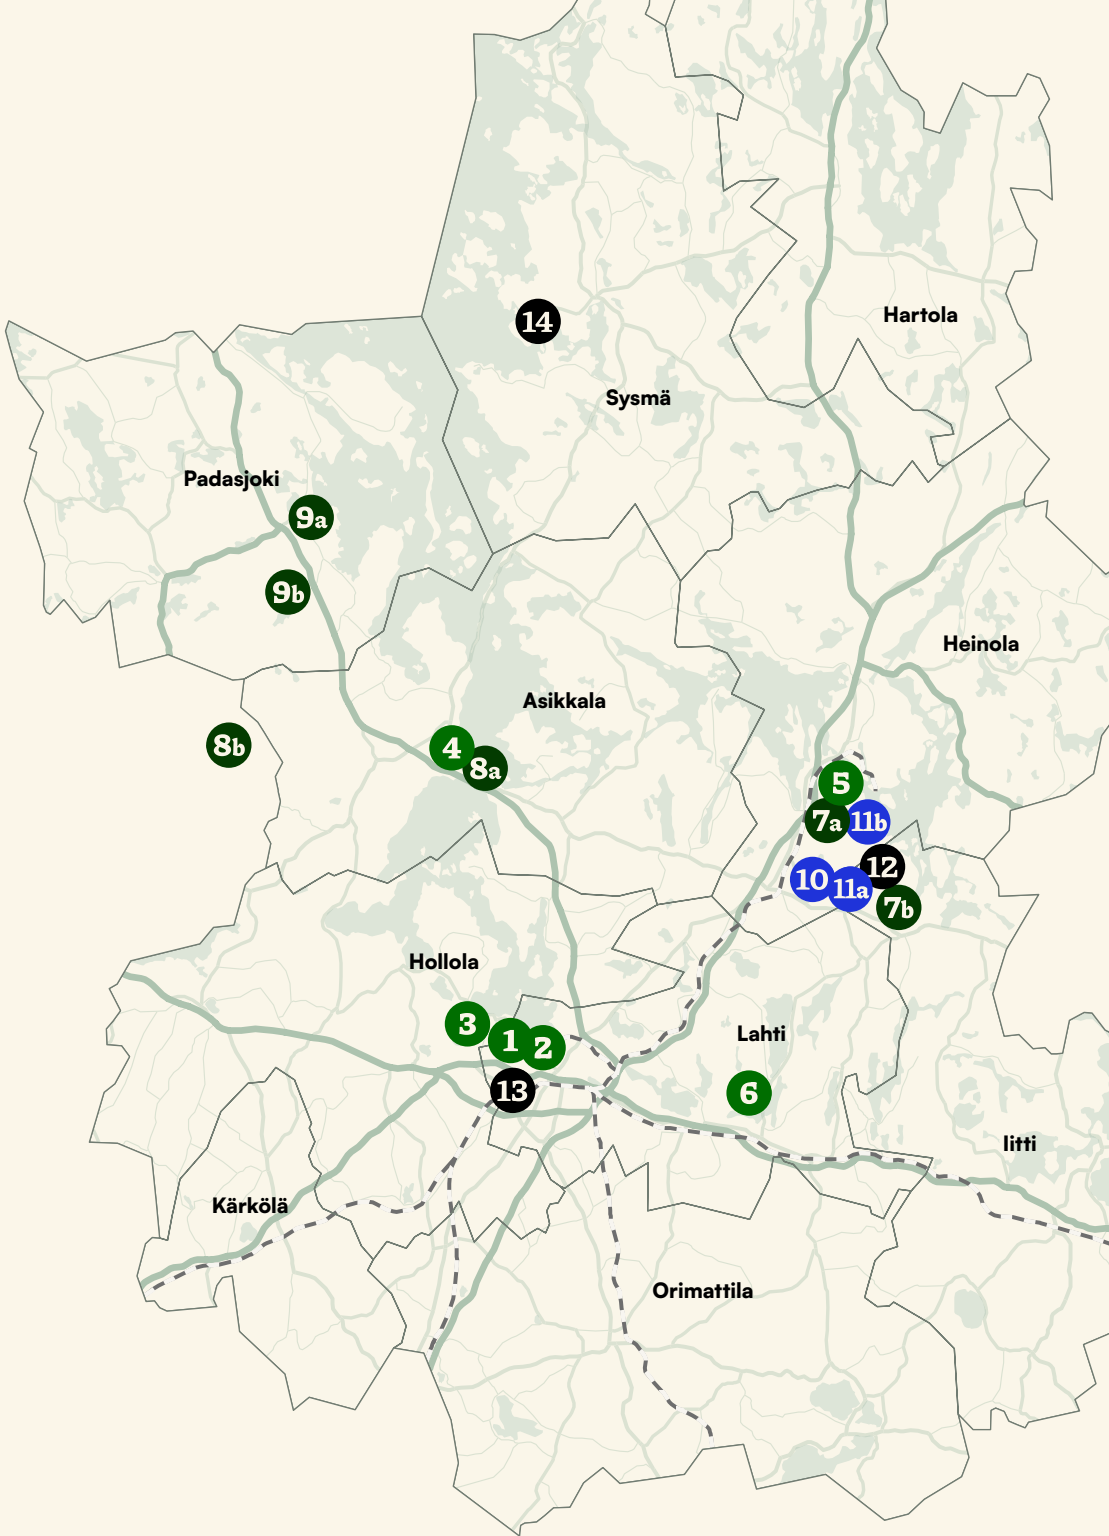 Hartola
14
Sysmä
Padasjoki
9a
9b
Heinola
Asikkala
8b
4
8a
5
7a
11b
12
10
11a
7b
Hollola
3
1
2
Lahti
13
6
Iitti
Kärkölä
Orimattila